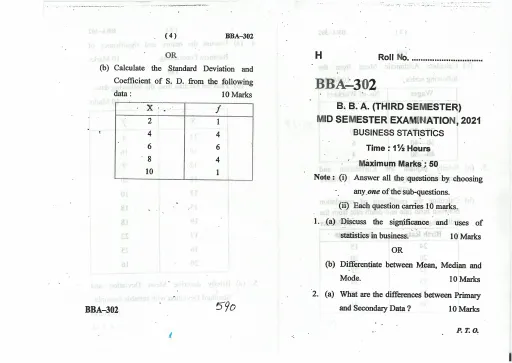 ( 4 ) BBA–302
OR
(b) Calculate the Standard Deviation and
Coefficient of S. D. from the following
data : 10 Marks
X f
2 1
4 4
6 6
8 4
10 1
BBA–302 590
H Roll No. ..............................
BBA–302
B. B. A. (THIRD SEMESTER)
MID SEMESTER EXAMINATION, 2021
BUSINESS STATISTICS
Time : 1½ Hours
Maximum Marks : 50
Note : (i) Answer all the questions by choosing
any one of the sub-questions.
(ii) Each question carries 10 marks.
1. (a) Discuss the significance and uses of
statistics in business. 10 Marks
OR
(b) Differentiate between Mean, Median and
Mode. 10 Marks
2. (a) What are the differences between Primary
and Secondary Data ? 10 Marks
P. T. O.